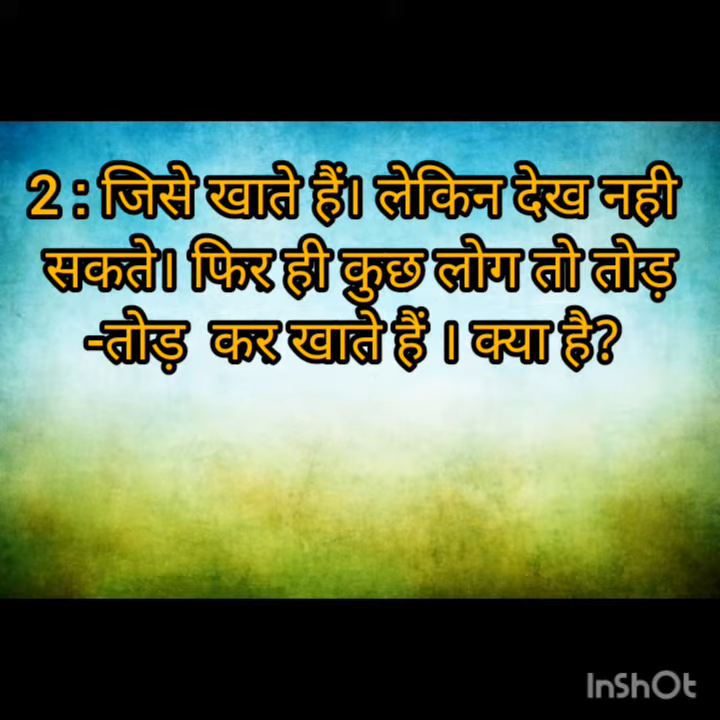 2 : जिसे खाते हैं। लेकिन देख नही
सकते। फिर ही कुछ लोग तो तोड़
-तोड़ कर खाते हैं । क्या है?
InShOt